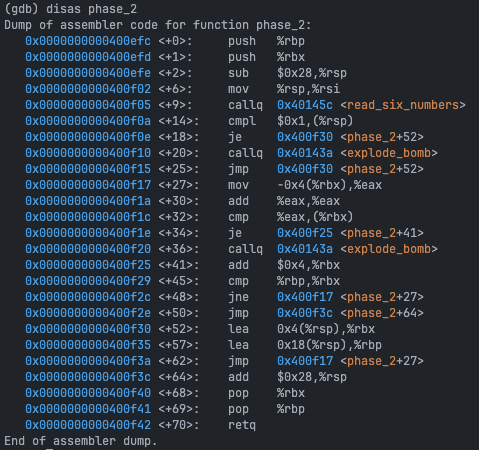 (gdb) disas phase_2
Dump of assembler code for function phase_2:
   0x0000000000400efc <+0>:     push   %rbp
   0x0000000000400efd <+1>:     push   %rbx
   0x0000000000400efe <+2>:     sub    $0x28,%rsp
   0x0000000000400f02 <+6>:     mov    %rsp,%rsi
   0x0000000000400f05 <+9>:     callq  0x40145c <read_six_numbers>
   0x0000000000400f0a <+14>:    cmpl   $0x1,(%rsp)
   0x0000000000400f0e <+18>:    je     0x400f30 <phase_2+52>
   0x0000000000400f10 <+20>:    callq  0x40143a <explode_bomb>
   0x0000000000400f15 <+25>:    jmp    0x400f30 <phase_2+52>
   0x0000000000400f17 <+27>:    mov    -0x4(%rbx),%eax
   0x0000000000400f1a <+30>:    add    %eax,%eax
   0x0000000000400f1c <+32>:    cmp    %eax,(%rbx)
   0x0000000000400f1e <+34>:    je     0x400f25 <phase_2+41>
   0x0000000000400f20 <+36>:    callq  0x40143a <explode_bomb>
   0x0000000000400f25 <+41>:    add    $0x4,%rbx
   0x0000000000400f29 <+45>:    cmp    %rbp,%rbx
   0x0000000000400f2c <+48>:    jne    0x400f17 <phase_2+27>
   0x0000000000400f2e <+50>:    jmp    0x400f3c <phase_2+64>
   0x0000000000400f30 <+52>:    lea    0x4(%rsp),%rbx
   0x0000000000400f35 <+57>:    lea    0x18(%rsp),%rbp
   0x0000000000400f3a <+62>:    jmp    0x400f17 <phase_2+27>
   0x0000000000400f3c <+64>:    add    $0x28,%rsp
   0x0000000000400f40 <+68>:    pop    %rbx
   0x0000000000400f41 <+69>:    pop    %rbp
   0x0000000000400f42 <+70>:    retq
End of assembler dump.